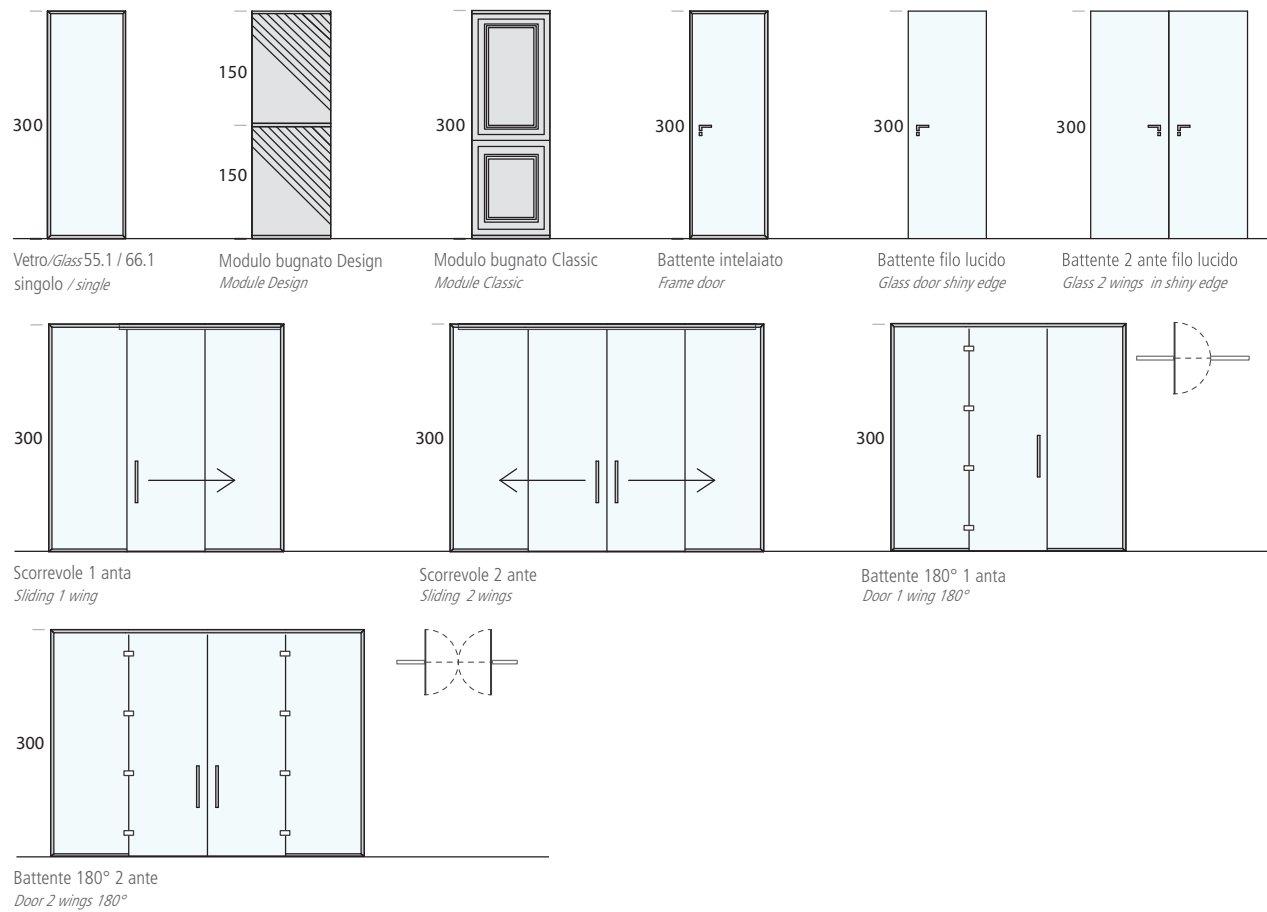 300
Vetro/Glass 55.1 / 66.1
singolo / single
150
150
Modulo bugnato Design
Module Design
300
Modulo bugnato Classic
Module Classic
300
Battente intelaiato
Frame door
300
Battente filo lucido
Glass door shiny edge
300
Battente 2 ante filo lucido
Glass 2 wings in shiny edge
300
Scorrevole 1 anta
Sliding 1 wing
300
Scorrevole 2 ante
Sliding 2 wings
300
Battente 180° 1 anta
Door 1 wing 180°
300
Battente 180° 2 ante
Door 2 wings 180°